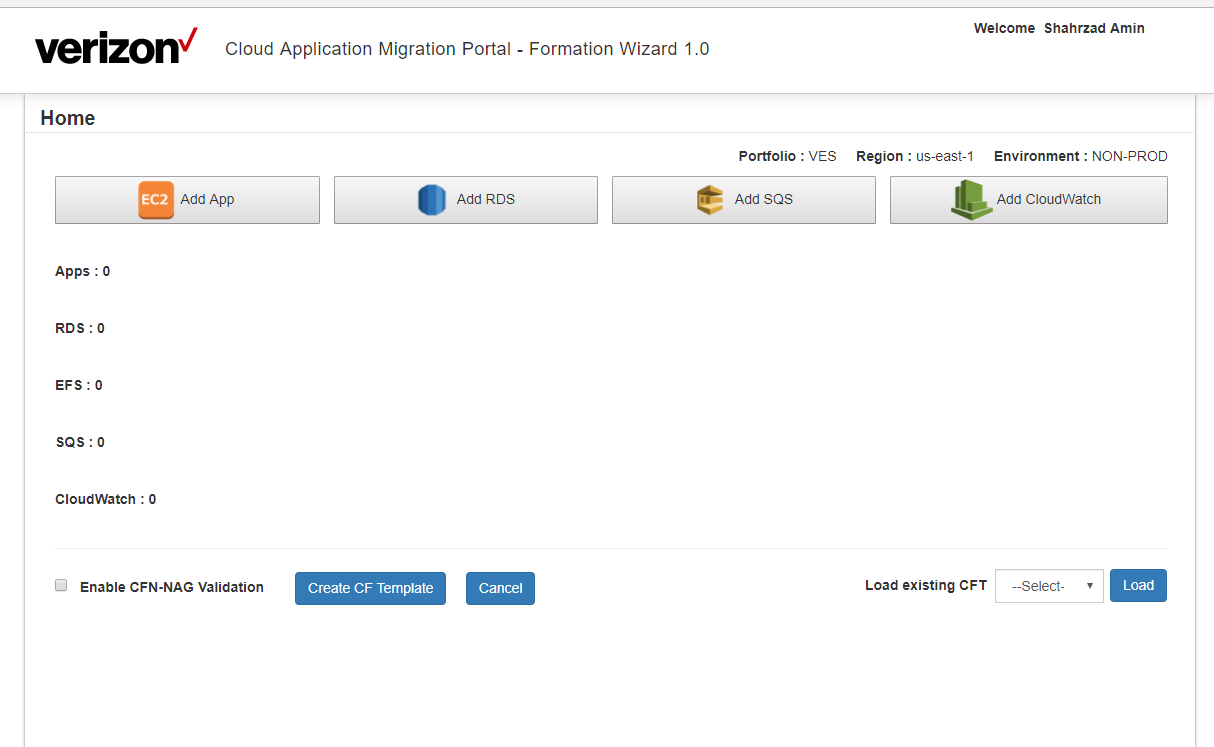 Welcome Shahrzad Amin
verizon
Cloud Application Migration Portal - Formation Wizard 1.0
Home
Portfolio : VES Region : us-east-1 Environment : NON-PROD
EC2 Add App Add RDS Add SQS Add CloudWatch
Apps : 0
RDS : 0
EFS : 0
SQS : 0
CloudWatch : 0
Enable CFN-NAG Validation Create CF Template Cancel Load existing CFT --Select- Load